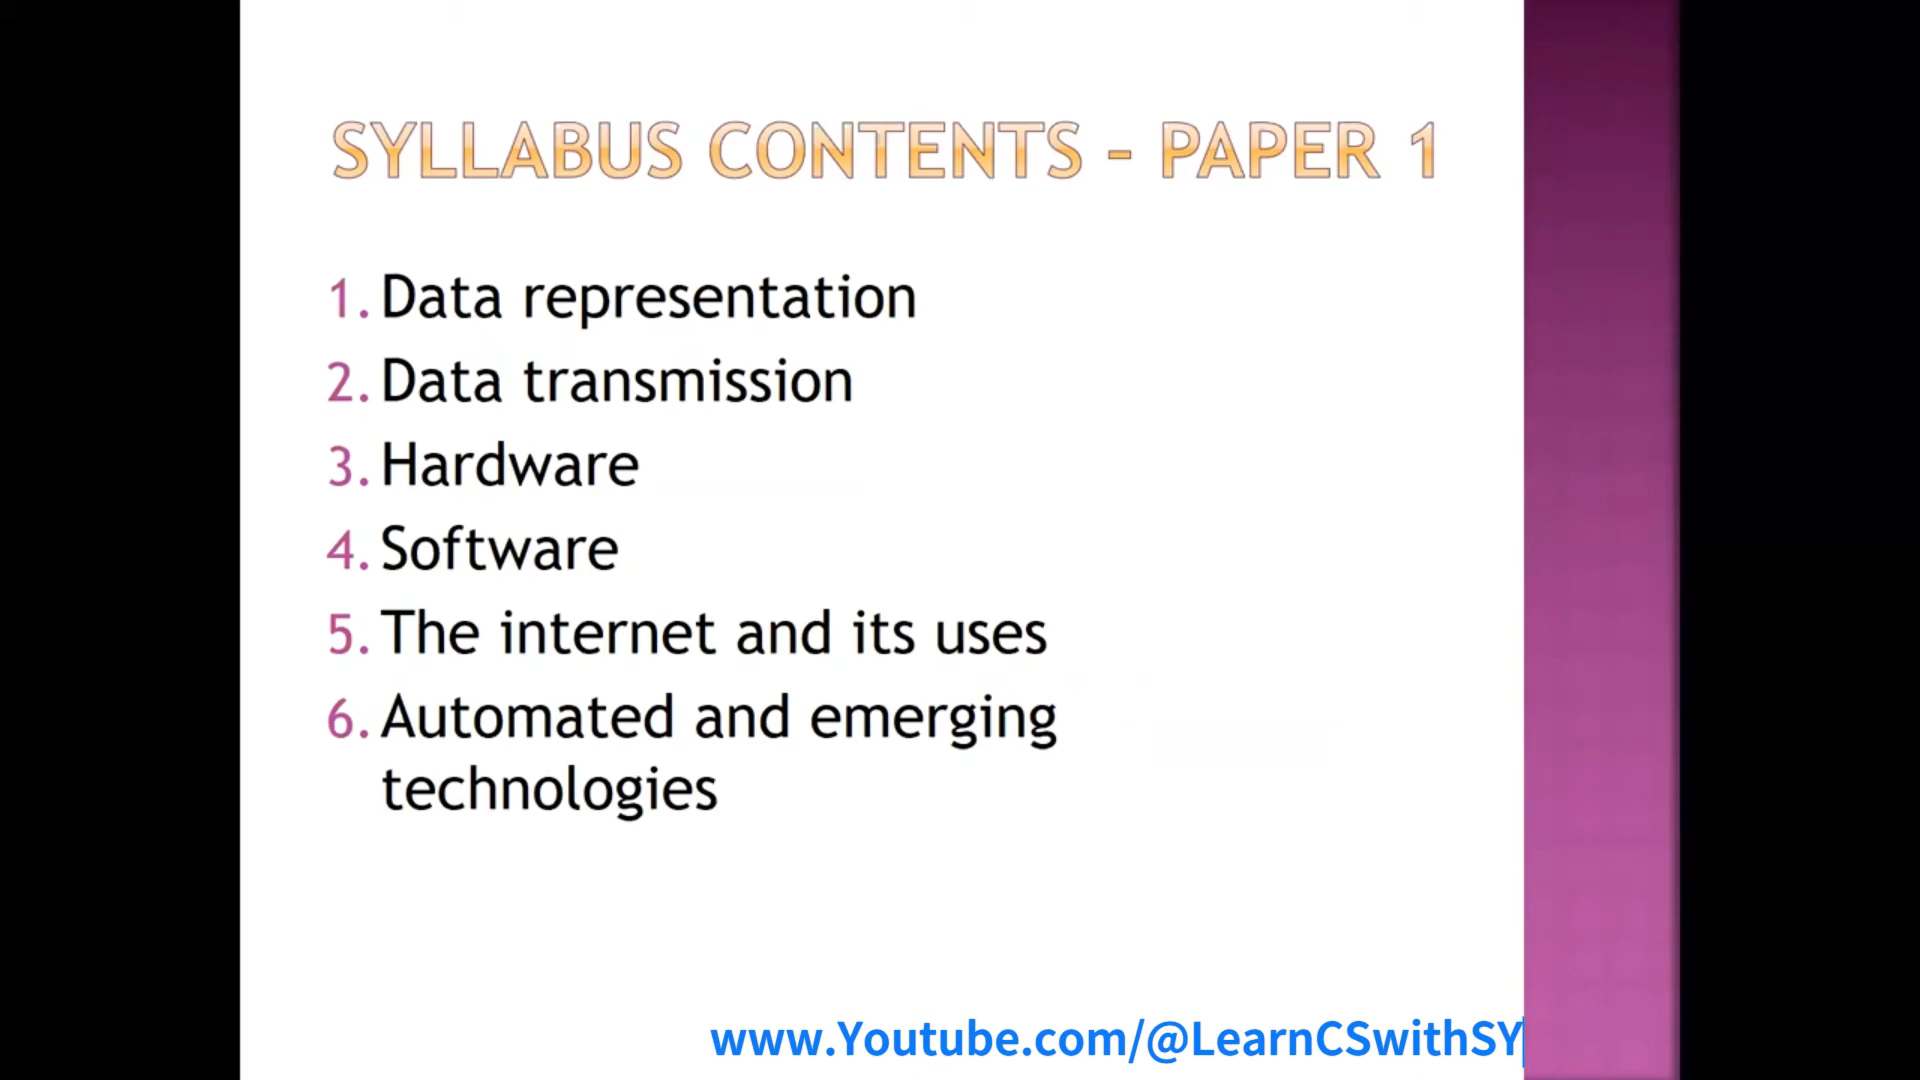 SYLLABUS CONTENTS - PAPER 1
1. Data representation
2. Data transmission
3. Hardware
4. Software
5. The internet and its uses
6. Automated and emerging
technologies
www.Youtube.com/@LearnCSwithSY